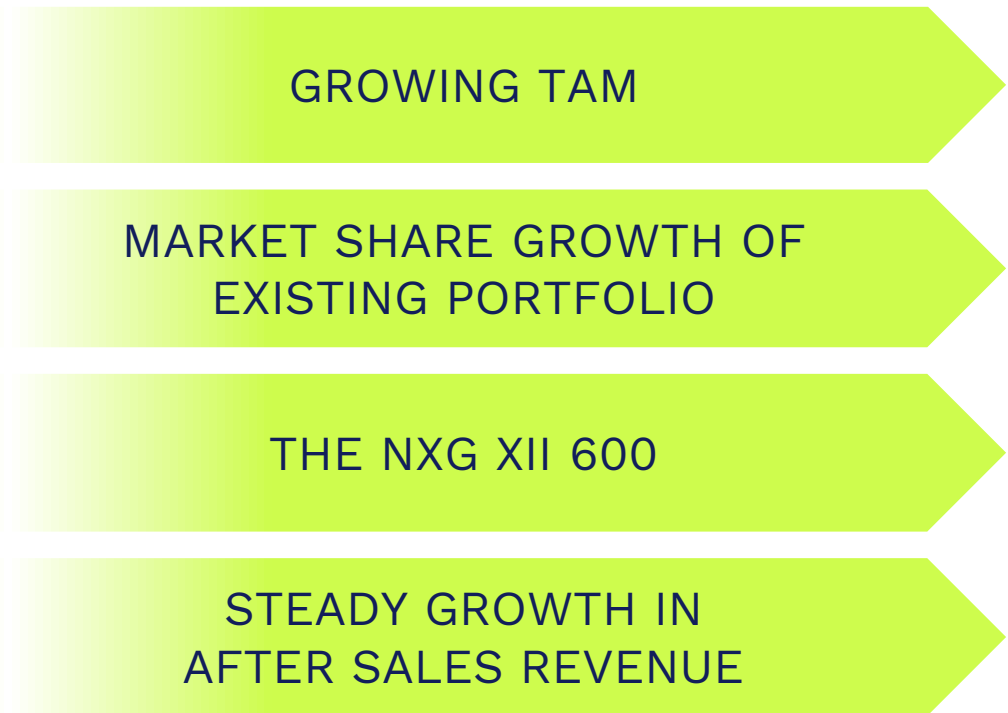 GROWING TAM
MARKET SHARE GROWTH OF
EXISTING PORTFOLIO
THE NXG XII 600
STEADY GROWTH IN
AFTER SALES REVENUE